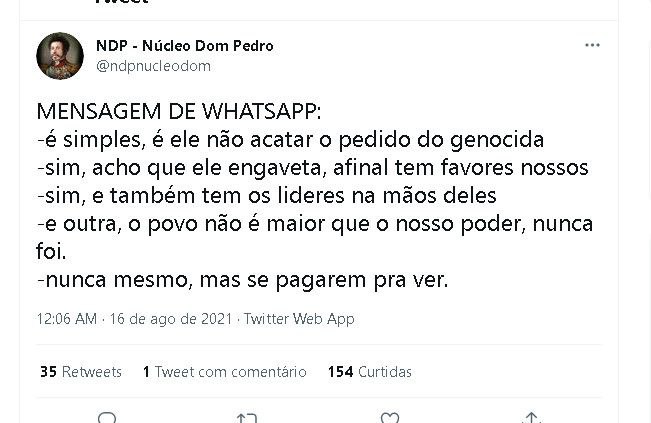 Tweet
NDP - Núcleo Dom Pedro
@ndpnucleodom
MENSAGEM DE WHATSAPP:
-é simples, é ele não acatar o pedido do genocida
-sim, acho que ele engaveta, afinal tem favores nossos
-sim, e também tem os lideres na mãos deles
-e outra, o povo não é maior que o nosso poder, nunca
foi.
-nunca mesmo, mas se pagarem pra ver.
12:06 AM · 16 de ago de 2021 · Twitter Web App
35 Retweets 1 Tweet com comentário 154 Curtidas